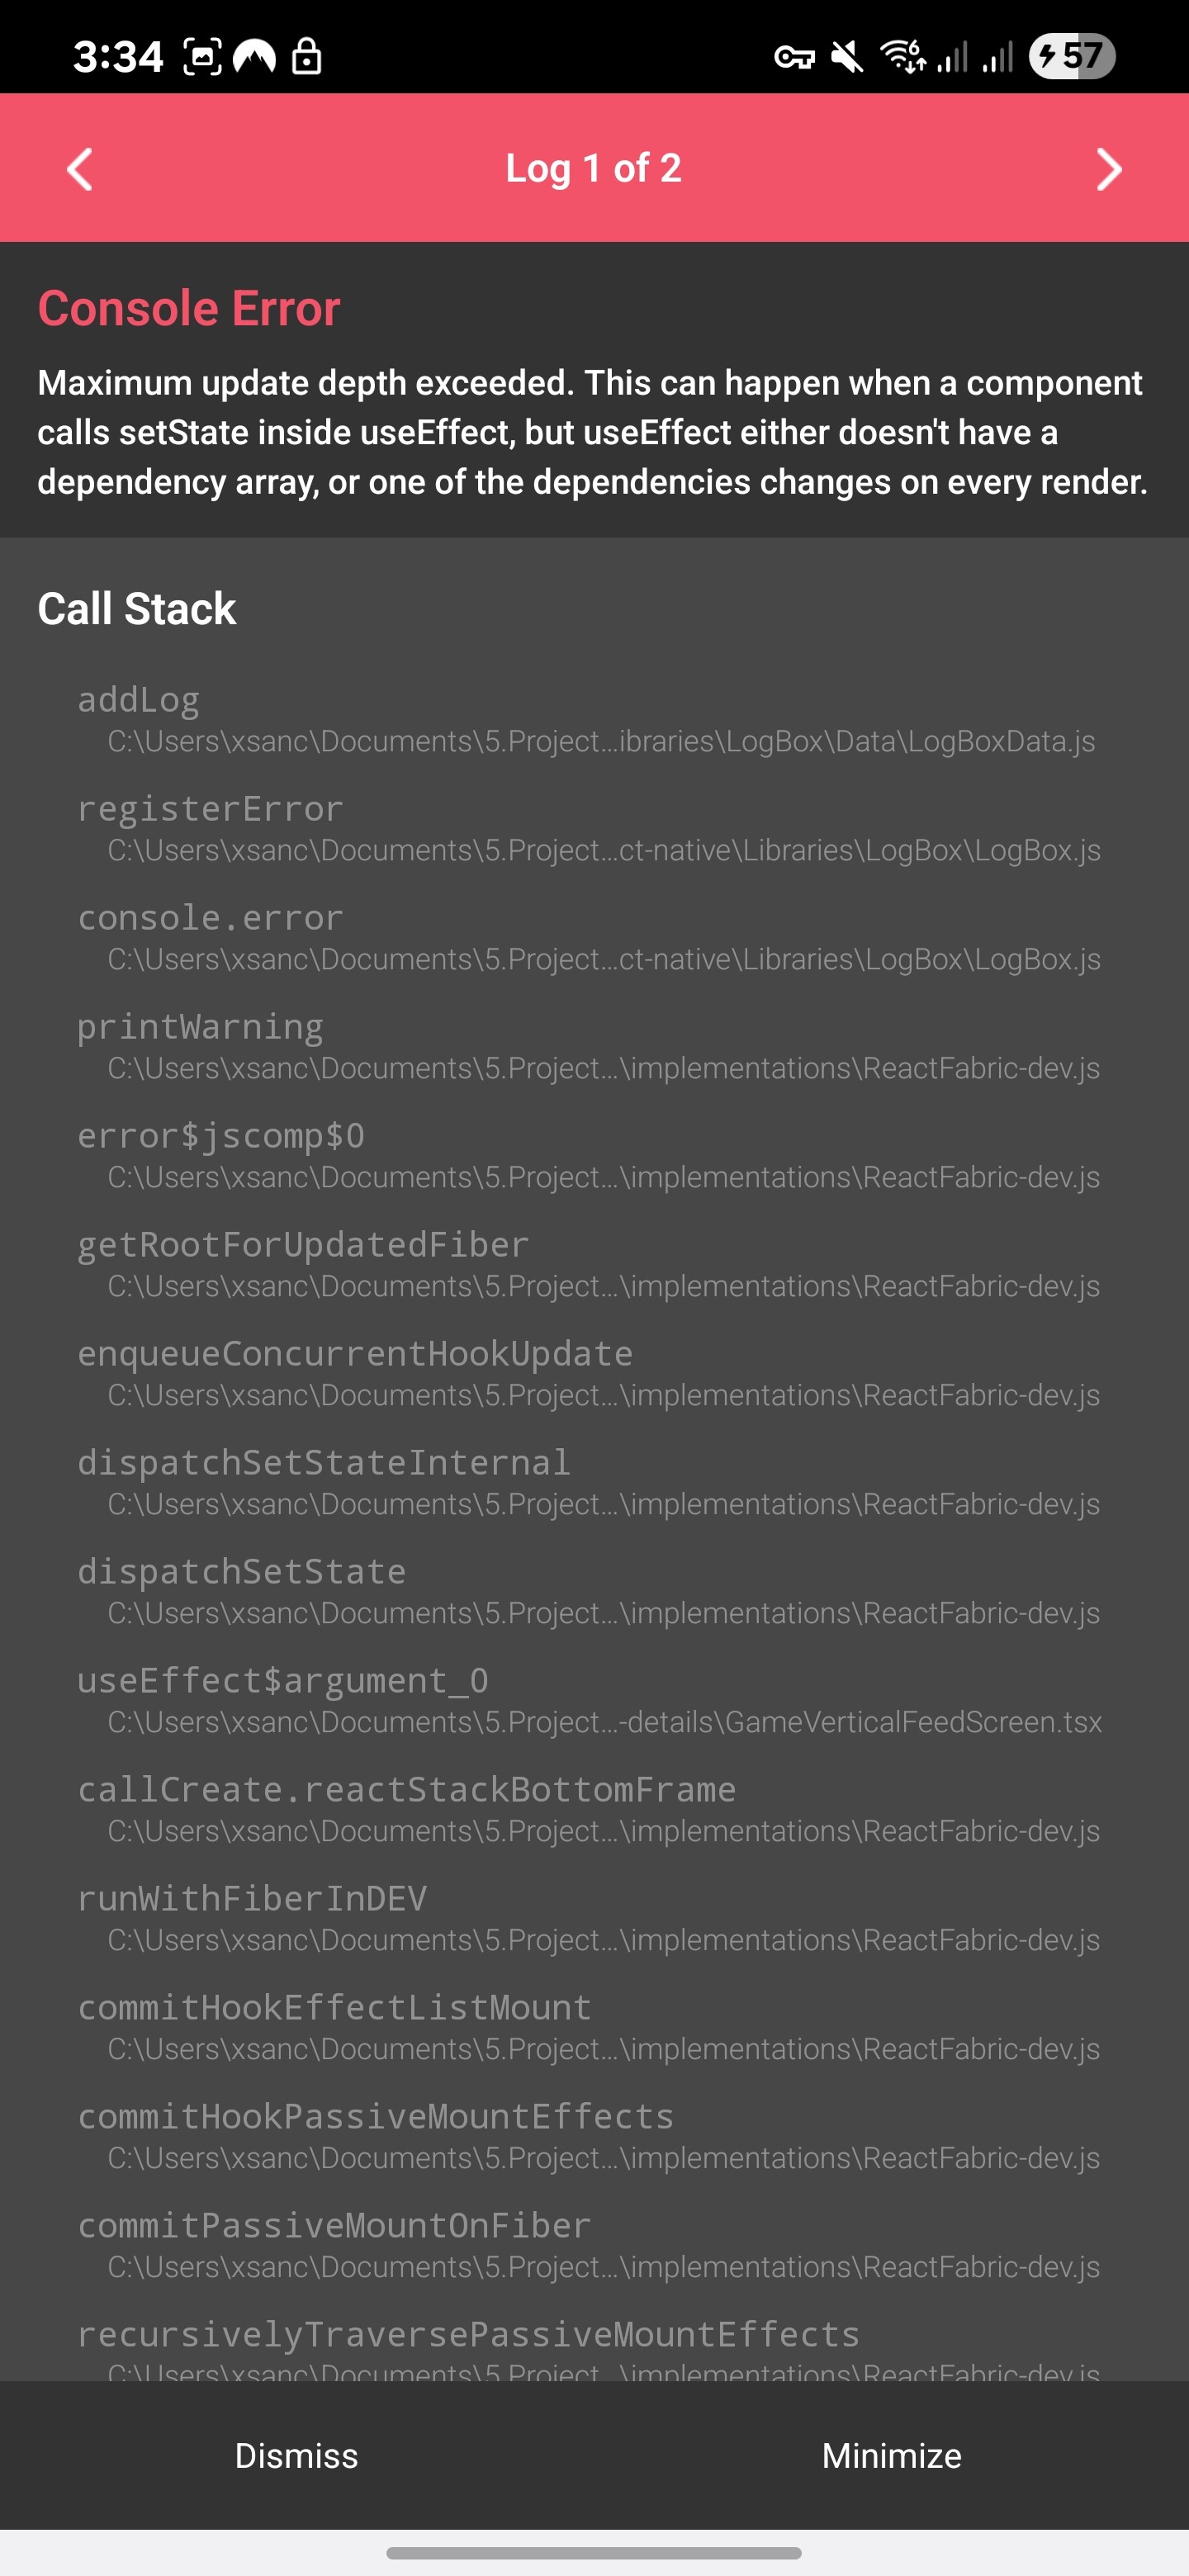 3:34
6
57
Log 1 of 2
Console Error
Maximum update depth exceeded. This can happen when a component
calls setState inside useEffect, but useEffect either doesn't have a
dependency array, or one of the dependencies changes on every render.
Call Stack
addLog
C:\Users\xsanc\Documents\5.Project...ibraries\LogBox\Data\LogBoxData.js
registerError
C:\Users\xsanc\Documents\5.Project...ct-native\Libraries\LogBox\LogBox.js
console.error
C:\Users\xsanc\Documents\5.Project...ct-native\Libraries\LogBox\LogBox.js
printWarning
C:\Users\xsanc\Documents\5.Project...\implementations\ReactFabric-dev.js
error$jscomp$0
C:\Users\xsanc\Documents\5.Project...\implementations\ReactFabric-dev.js
getRootForUpdatedFiber
C:\Users\xsanc\Documents\5.Project...\implementations\ReactFabric-dev.js
enqueueConcurrentHookUpdate
C:\Users\xsanc\Documents\5.Project...\implementations\ReactFabric-dev.js
dispatchSetStateInternal
C:\Users\xsanc\Documents\5.Project...\implementations\ReactFabric-dev.js
dispatchSetState
C:\Users\xsanc\Documents\5.Project...\implementations\ReactFabric-dev.js
useEffect$argument_0
C:\Users\xsanc\Documents\5.Project...-details\GameVerticalFeedScreen.tsx
callCreate.reactStackBottomFrame
C:\Users\xsanc\Documents\5.Project...\implementations\ReactFabric-dev.js
runWithFiberInDEV
C:\Users\xsanc\Documents\5.Project...\implementations\ReactFabric-dev.js
commitHookEffectListMount
C:\Users\xsanc\Documents\5.Project...\implementations\ReactFabric-dev.js
commitHookPassiveMountEffects
C:\Users\xsanc\Documents\5.Project...\implementations\ReactFabric-dev.js
commitPassiveMountOnFiber
C:\Users\xsanc\Documents\5.Project...\implementations\ReactFabric-dev.js
recursivelyTraversePassiveMountEffects
C:\Users\xsanc\Documents\5.Project...\implementations\ReactFabric-dev.js
Dismiss
Minimize